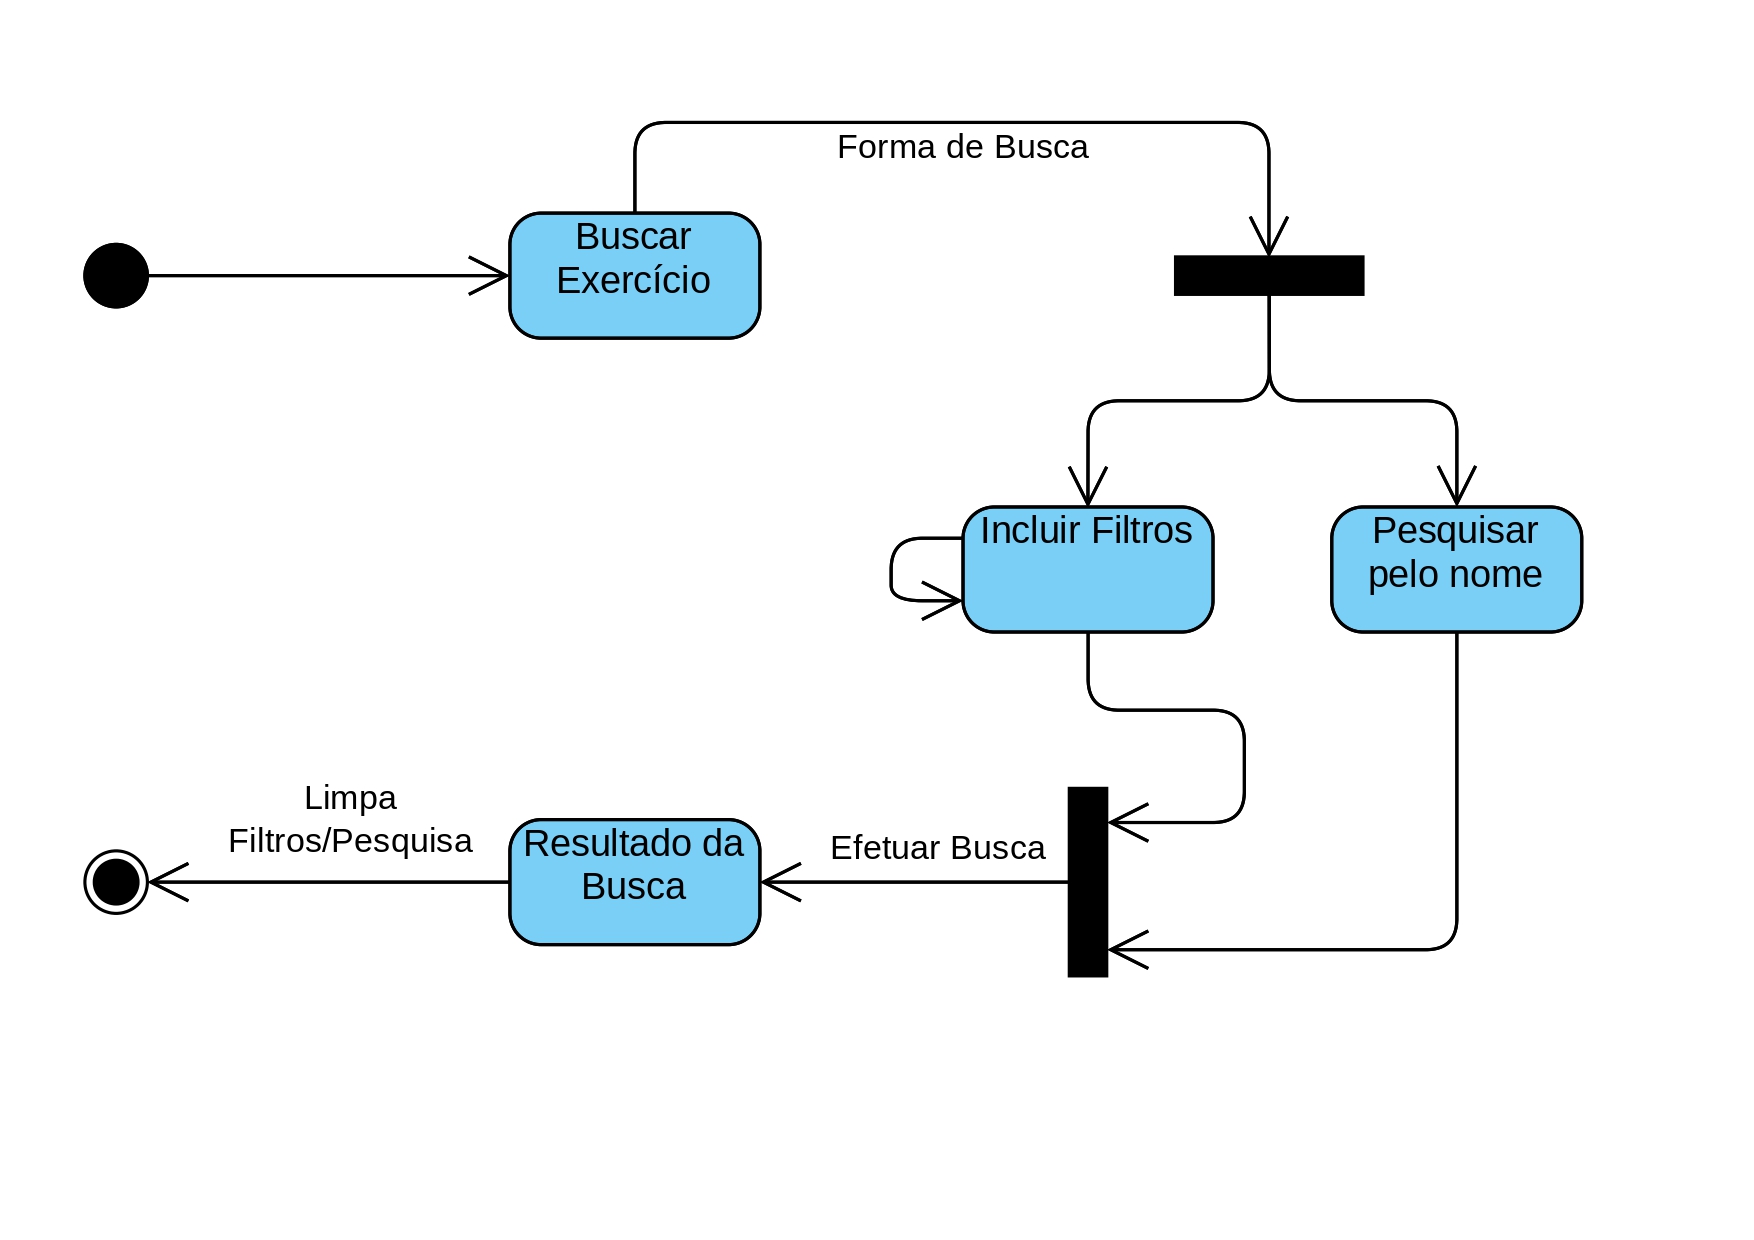 Forma de Busca
Buscar
Exercício
Incluir Filtros
Pesquisar
pelo nome
Limpa
Filtros/Pesquisa
Resultado da
Busca
Efetuar Busca